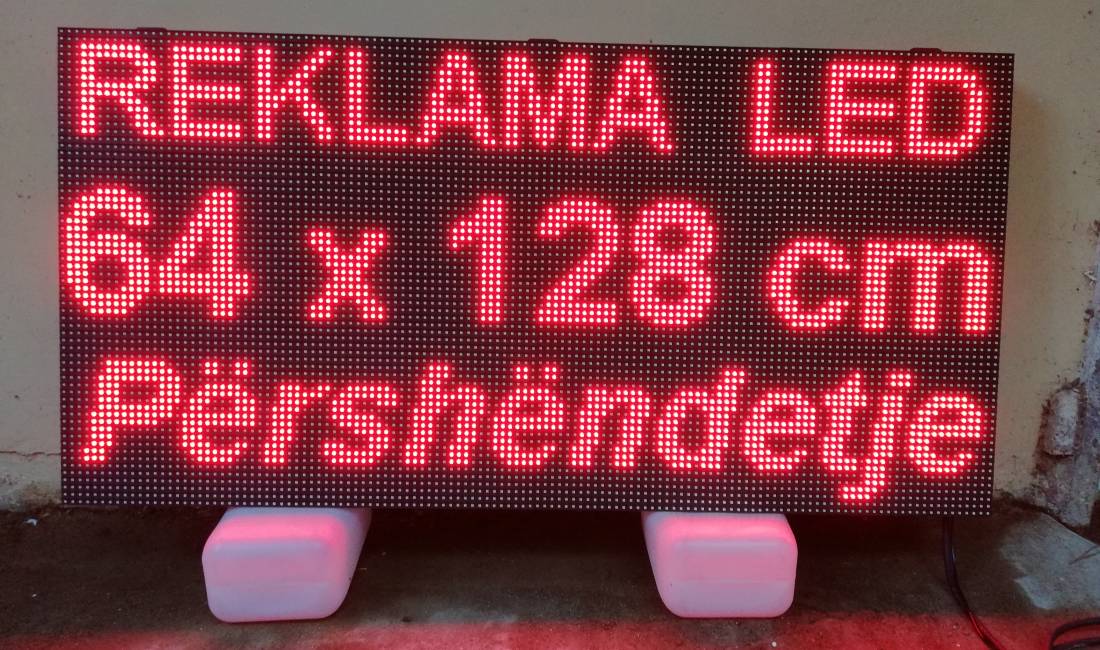 REKLAMA LED
64 x 128 cm
Përshëndetje